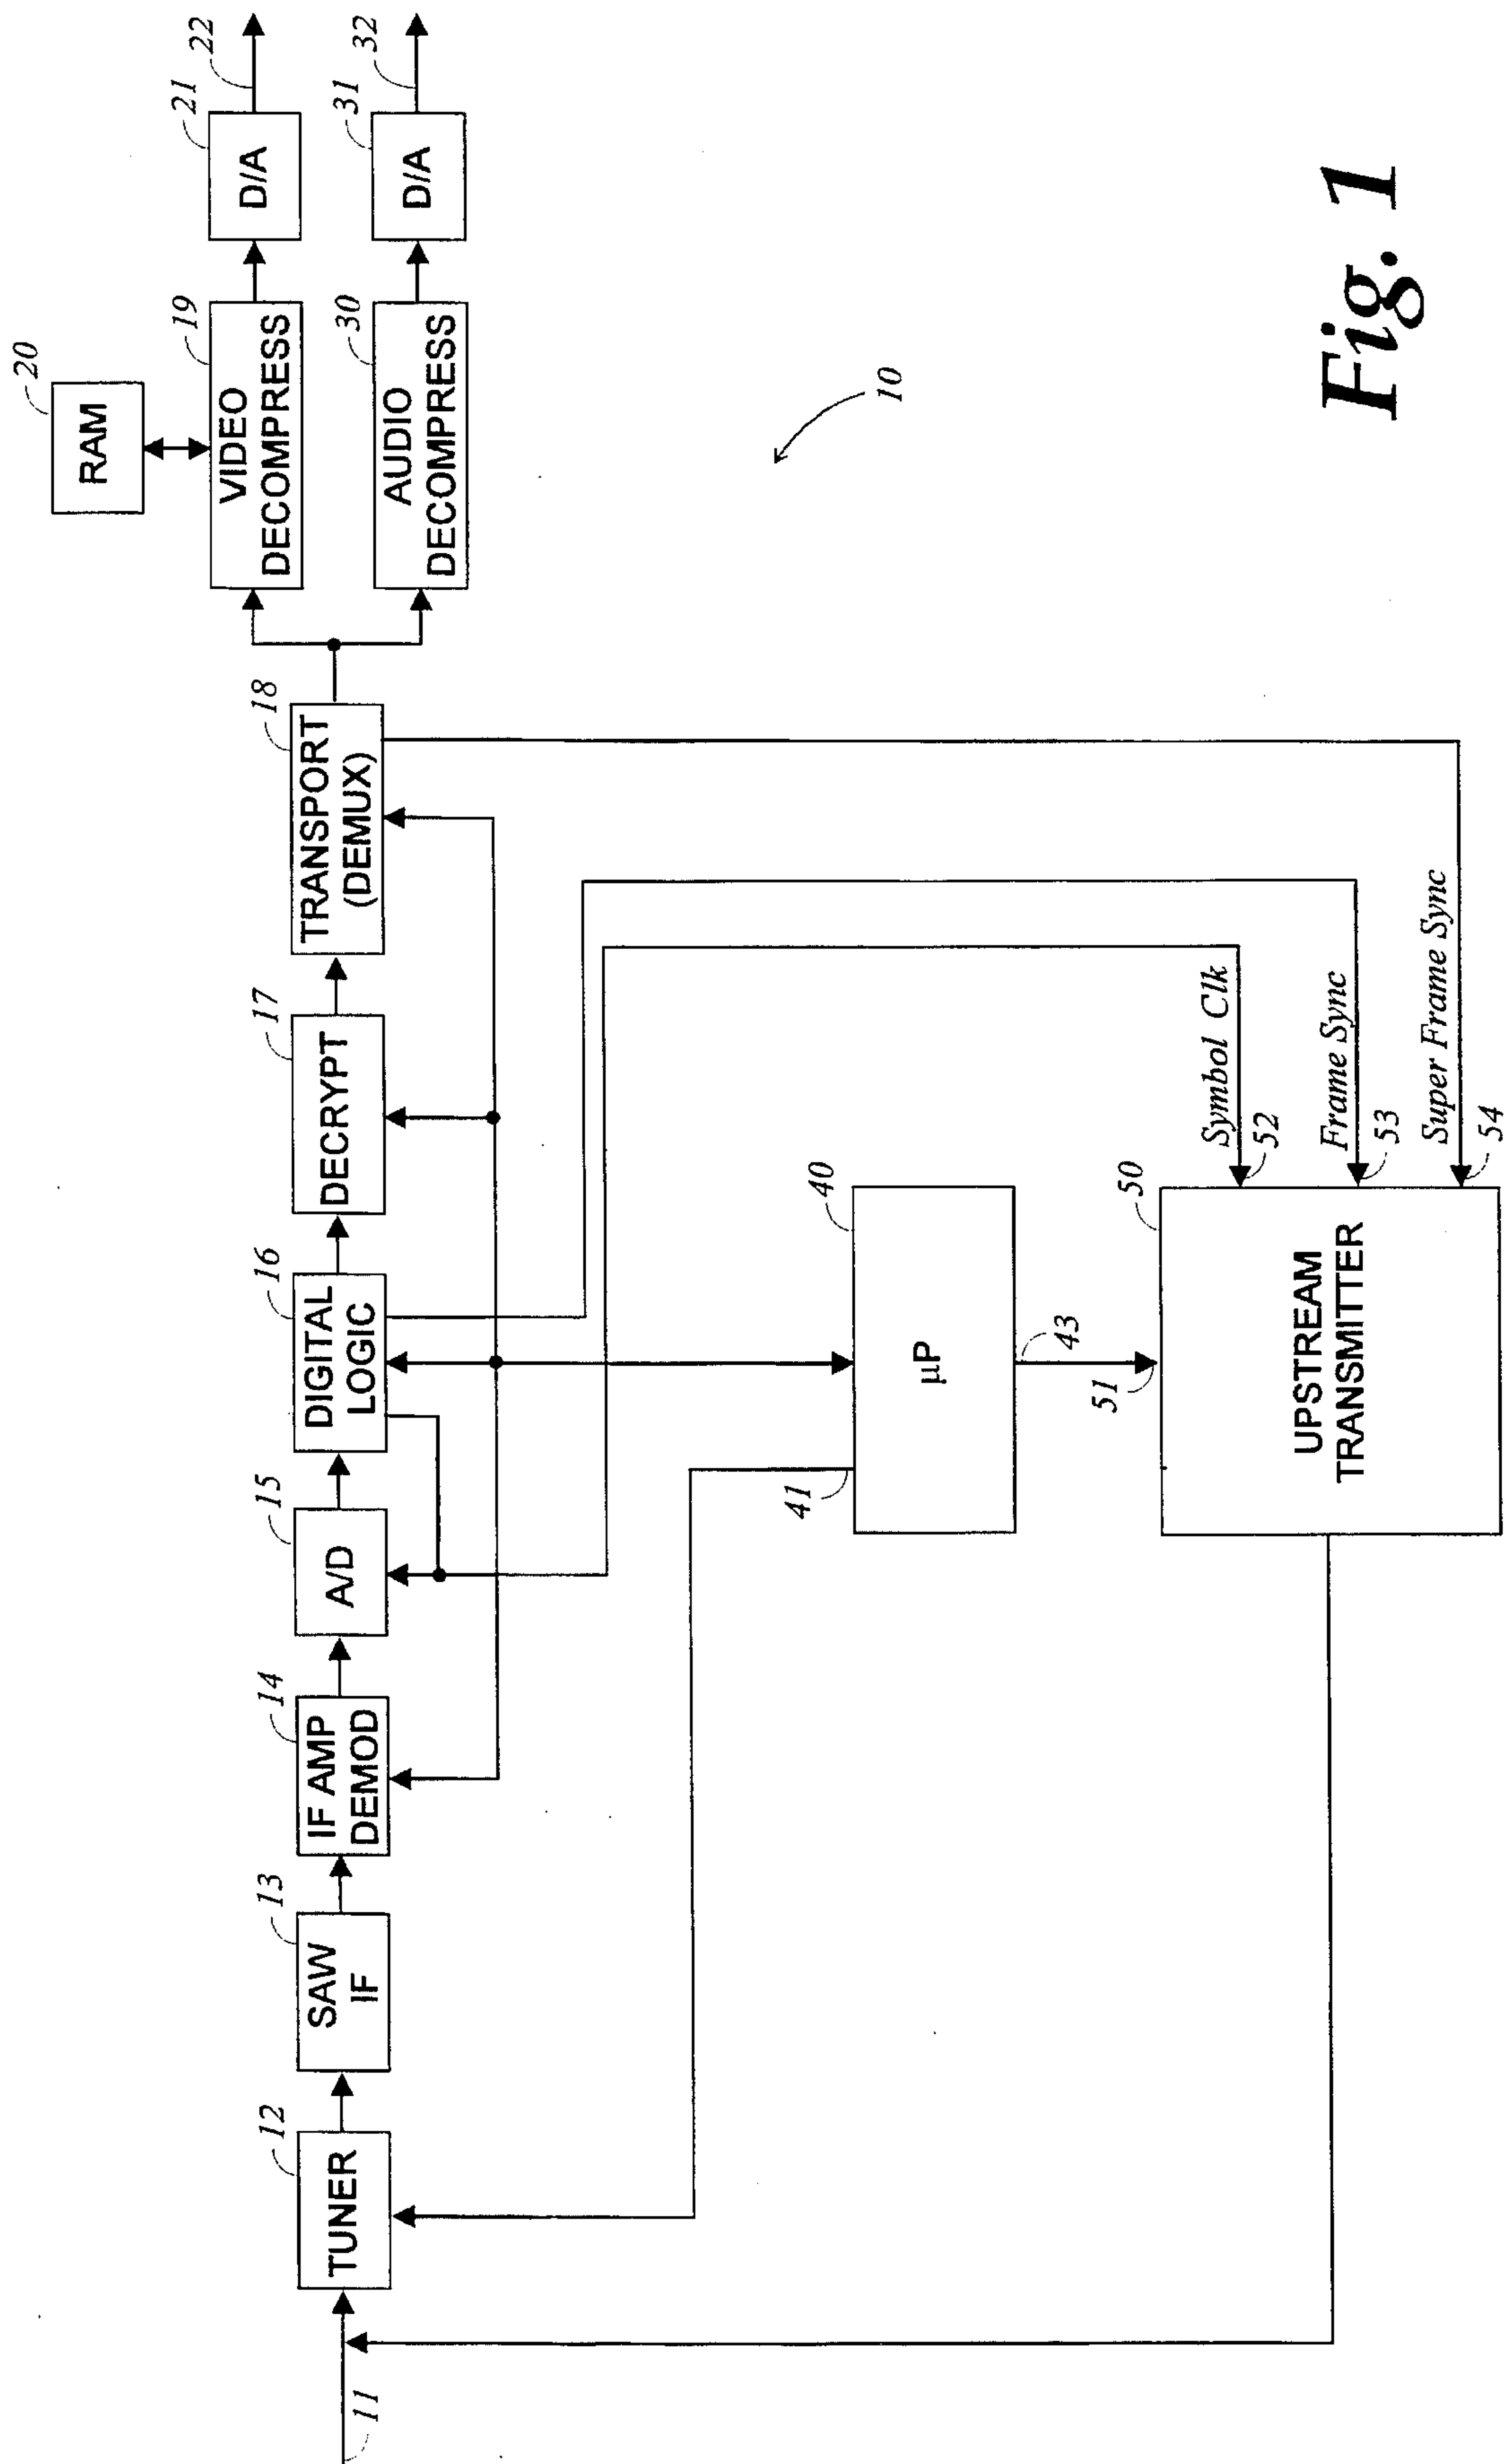 20
RAM
19
VIDEO
DECOMPRESS
21
D/A
22
30
AUDIO
DECOMPRESS
31
D/A
32
11
12
TUNER
13
SAW
IF
14
IF AMP
DEMOD
15
A/D
16
DIGITAL
LOGIC
17
DECRYPT
18
TRANSPORT
(DEMUX)
10
41
40
µP
43
51
50
UPSTREAM
TRANSMITTER
Symbol Clk
52
Frame Sync
53
Super Frame Sync
54
Fig. 1